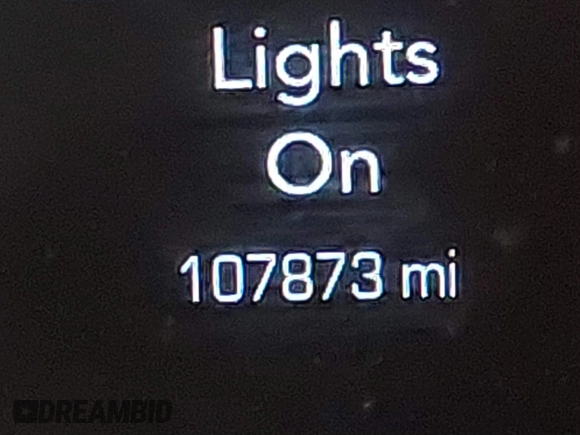 Lights
On
107873 mi
DREAMBID